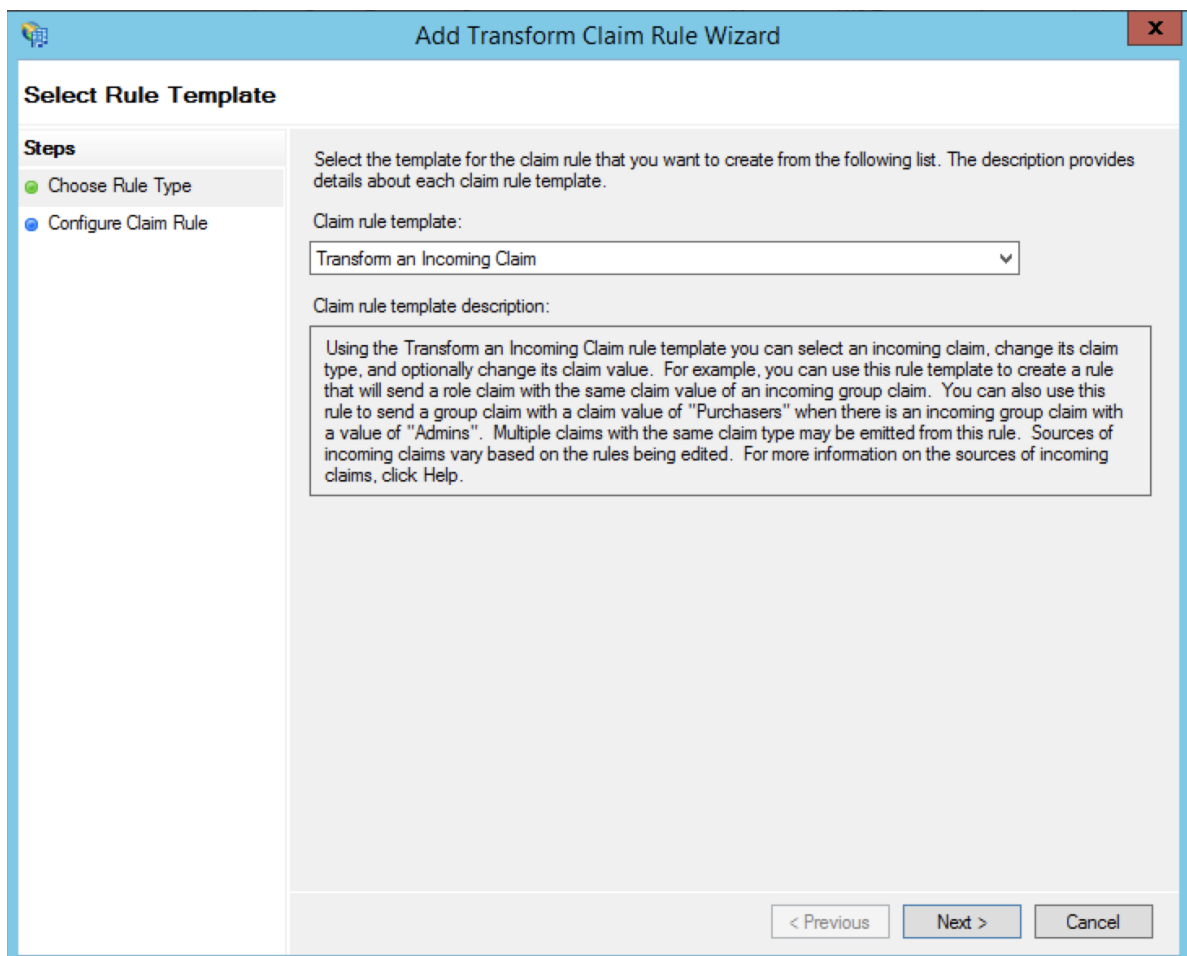 Add Transform Claim Rule Wizard
x
Select Rule Template
Steps
Choose Rule Type
Configure Claim Rule
Select the template for the claim rule that you want to create from the following list. The description provides
details about each claim rule template.
Claim rule template:
Transform an Incoming Claim
Claim rule template description:
Using the Transform an Incoming Claim rule template you can select an incoming claim, change its claim
type, and optionally change its claim value. For example, you can use this rule template to create a rule
that will send a role claim with the same claim value of an incoming group claim. You can also use this
rule to send a group claim with a claim value of "Purchasers" when there is an incoming group claim with
a value of "Admins". Multiple claims with the same claim type may be emitted from this rule. Sources of
incoming claims vary based on the rules being edited. For more information on the sources of incoming
claims, click Help.
< Previous
Next >
Cancel